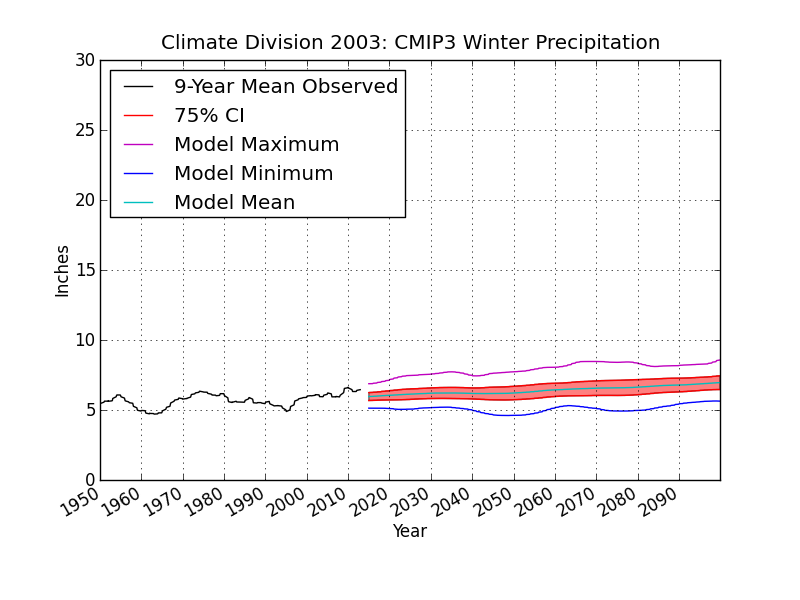 Climate Division 2003: CMIP3 Winter Precipitation
30
25
20
15
10
5
0
Inches
9-Year Mean Observed
75% CI
Model Maximum
Model Minimum
Model Mean
1950 1960 1970 1980 1990 2000 2010 2020 2030 2040 2050 2060 2070 2080 2090
Year